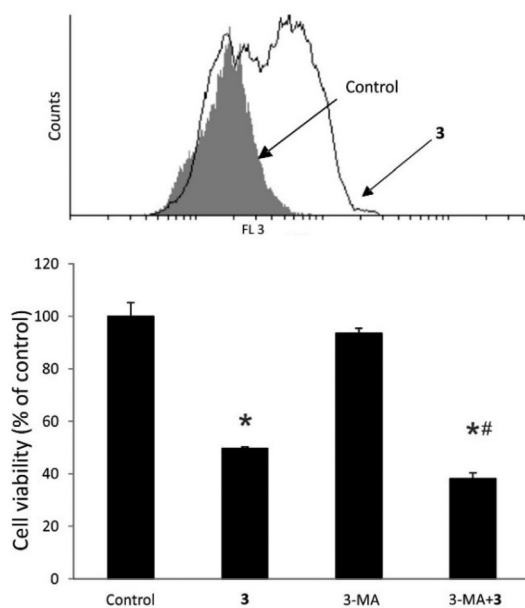 Counts
Control
3
FL 3
Cell viability (% of control)
120
100
80
60
40
20
0
*
*#
Control
3
3-MA
3-MA+3